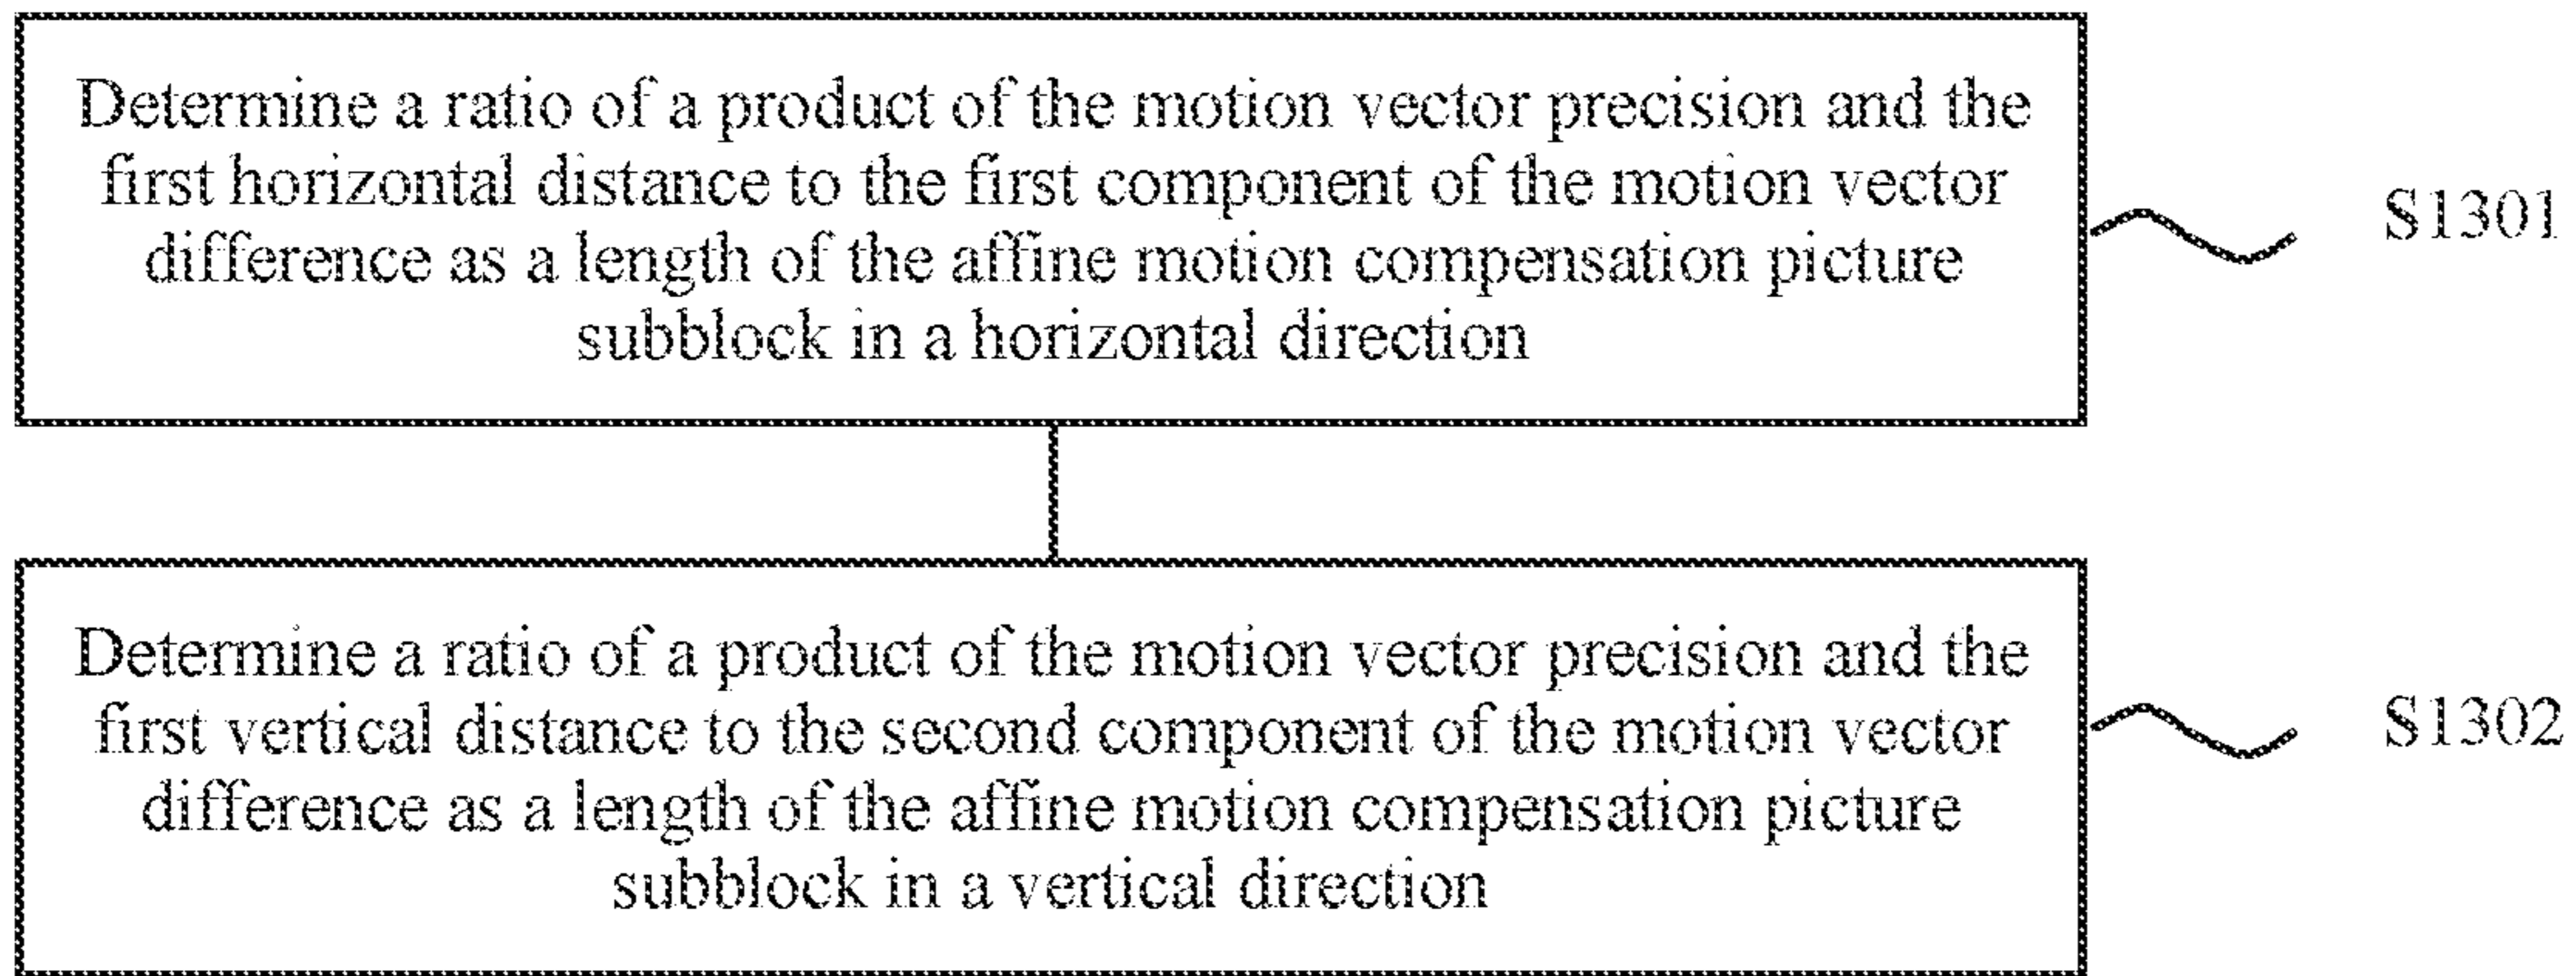 Determine a ratio of a product of the motion vector precision and the
first horizontal distance to the first component of the motion vector
difference as a length of the affine motion compensation picture
subblock in a horizontal direction
S1301
Determine a ratio of a product of the motion vector precision and the
first vertical distance to the second component of the motion vector
difference as a length of the affine motion compensation picture
subblock in a vertical direction
S1302